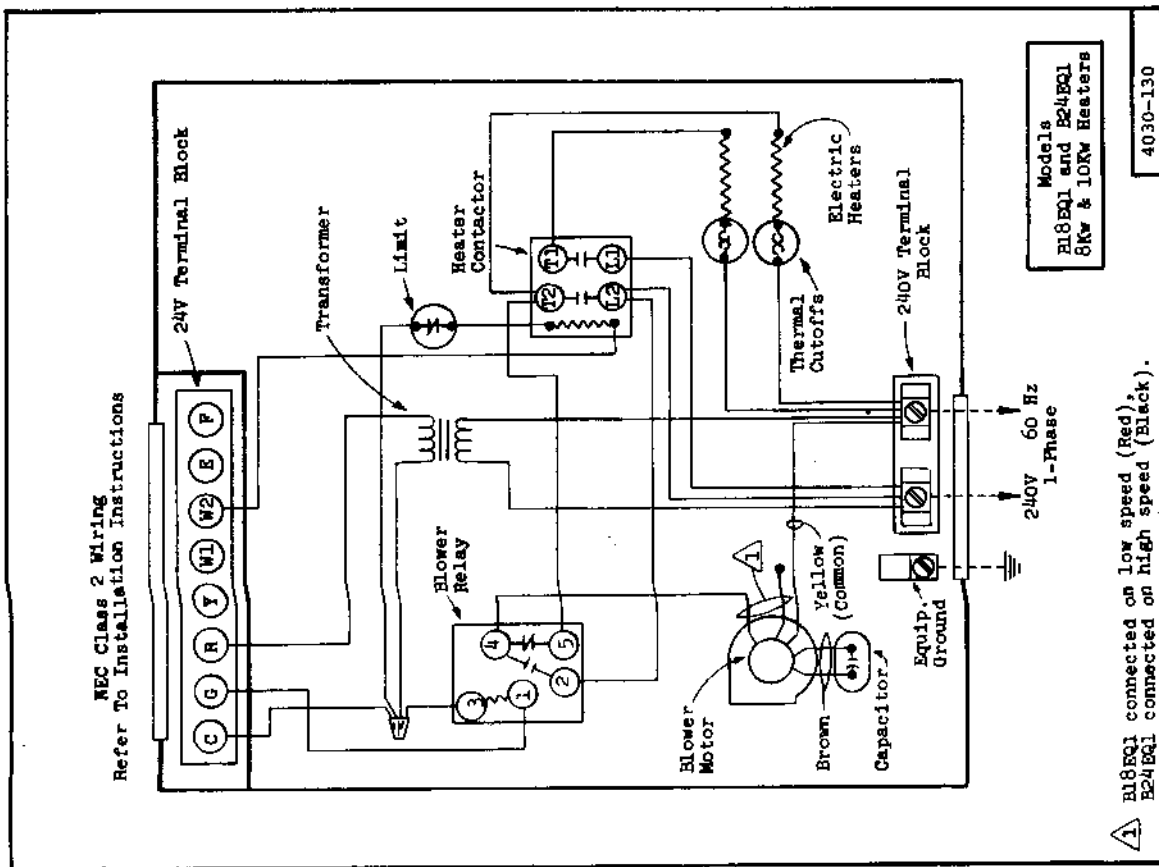 NEC Class 2 Wiring
Refer To Installation Instructions
24V Terminal Block
C G R Y W1 W2 E F
Transformer
Limit
Heater
Contactor
T2 T1
L2 L1
Blower
Relay
3 1 4 2 5
Blower
Motor
1
Yellow
(Common)
Brown
Capacitor
Equip.
Ground
Thermal
Cutoffs
Electric
Heaters
240V Terminal
Block
240V 60 Hz
1-Phase
Models
B18EQ1 and B24EQ1
8Kw & 10Kw Heaters
1 B18EQ1 connected on low speed (Red),
B24EQ1 connected on high speed (Black).
4030-130